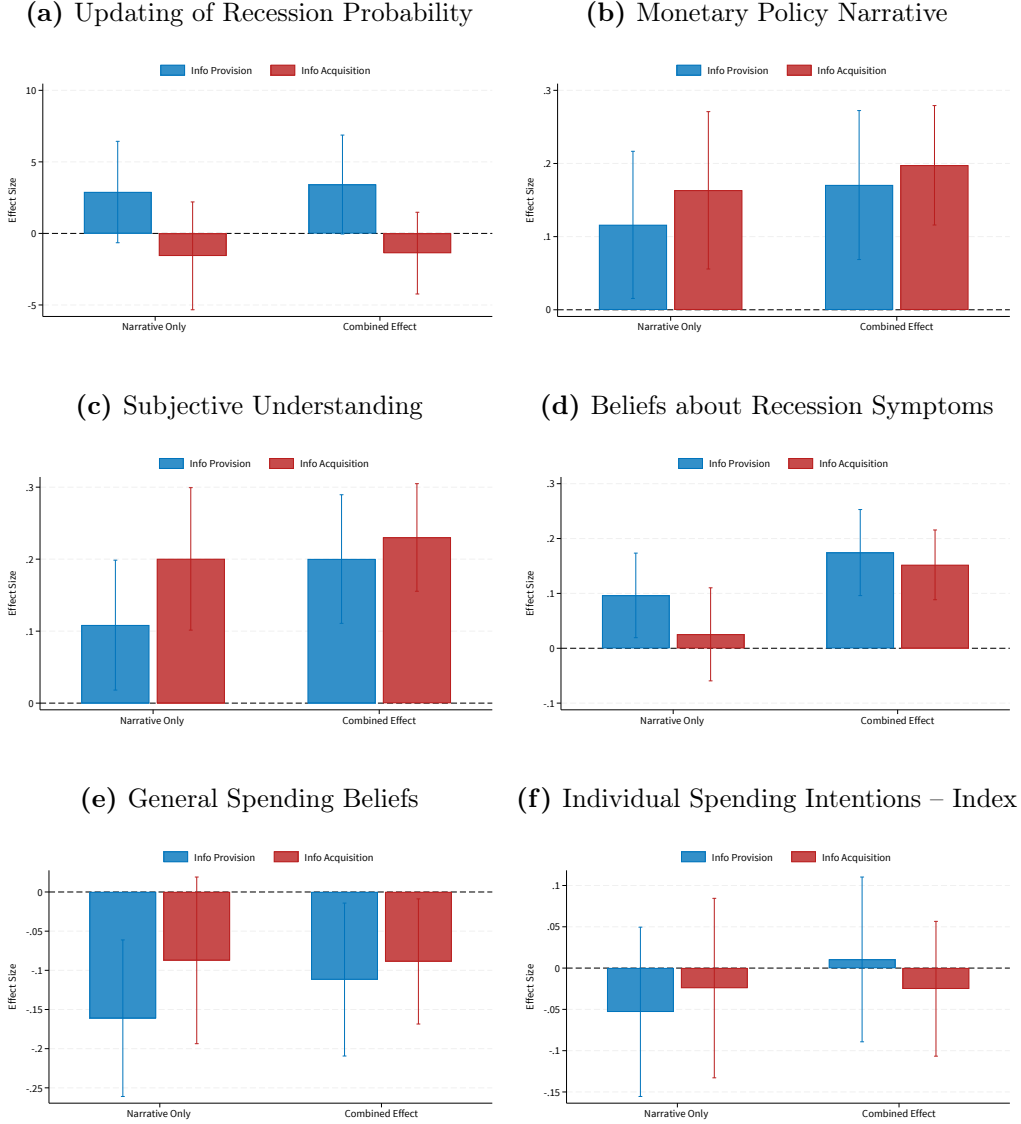 (a) Updating of Recession Probability
Info Provision Info Acquisition
Effect Size
10
5
0
-5
Narrative Only Combined Effect
(b) Monetary Policy Narrative
Info Provision Info Acquisition
Effect Size
.3
.2
.1
0
Narrative Only Combined Effect
(c) Subjective Understanding
Info Provision Info Acquisition
Effect Size
.3
.2
.1
0
Narrative Only Combined Effect
(d) Beliefs about Recession Symptoms
Info Provision Info Acquisition
Effect Size
.3
.2
.1
0
-.1
Narrative Only Combined Effect
(e) General Spending Beliefs
Info Provision Info Acquisition
Effect Size
0
-.05
-.1
-.15
-.2
-.25
Narrative Only Combined Effect
(f) Individual Spending Intentions – Index
Info Provision Info Acquisition
Effect Size
.1
.05
0
-.05
-.1
-.15
Narrative Only Combined Effect